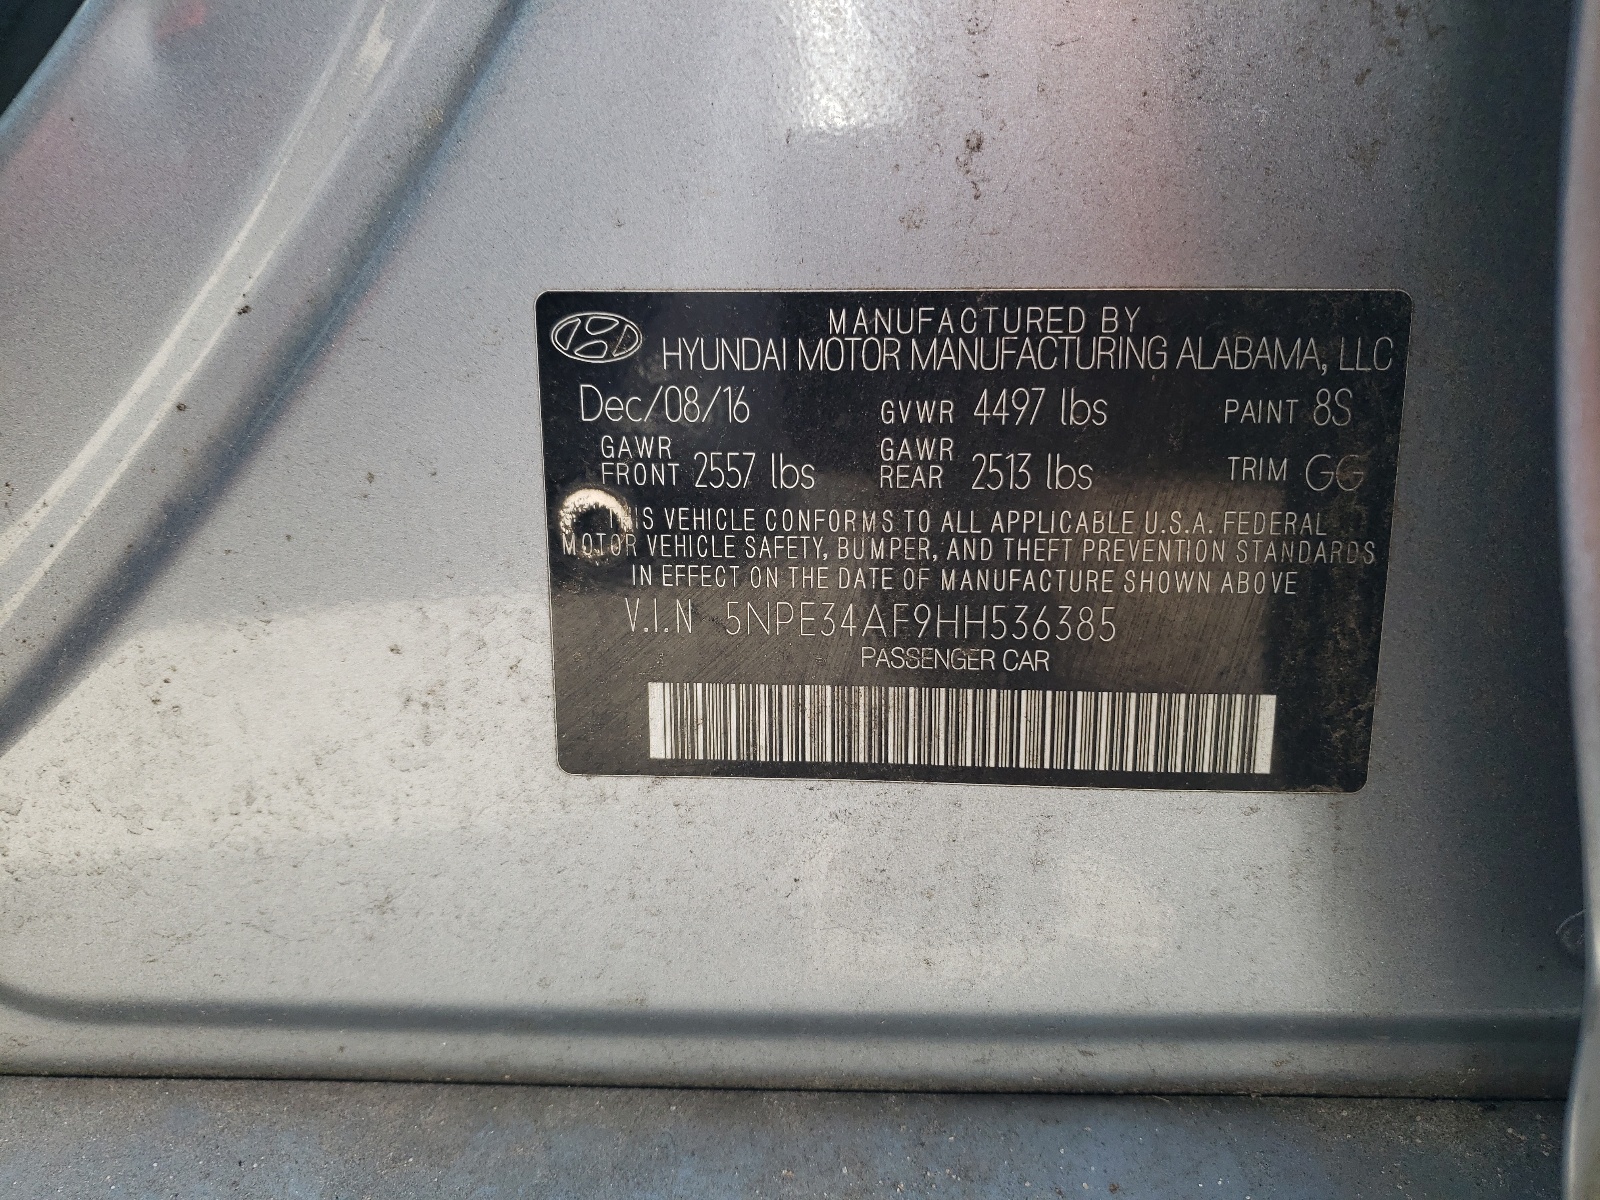 MANUFACTURED BY
HYUNDAI MOTOR MANUFACTURING ALABAMA, LLC
Dec/08/16 GVWR 4497 lbs PAINT 8S
GAWR FRONT 2557 lbs GAWR REAR 2513 lbs TRIM GG
THIS VEHICLE CONFORMS TO ALL APPLICABLE U.S.A. FEDERAL
MOTOR VEHICLE SAFETY, BUMPER, AND THEFT PREVENTION STANDARDS
IN EFFECT ON THE DATE OF MANUFACTURE SHOWN ABOVE
V.I.N 5NPE34AF9HH536385
PASSENGER CAR